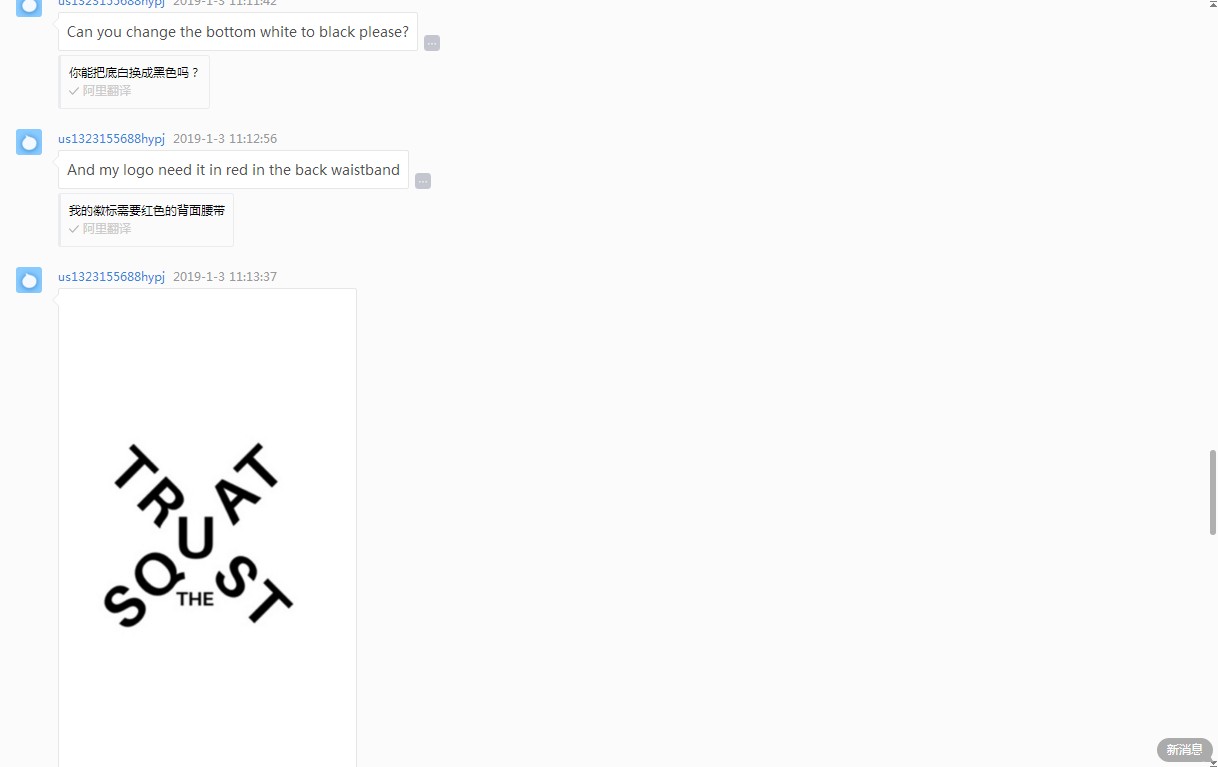 us1323155688hypj 2019-1-3 11:11:42
Can you change the bottom white to black please?
...
你能把底白换成黑色吗？
阿里翻译
us1323155688hypj 2019-1-3 11:12:56
And my logo need it in red in the back waistband
...
我的徽标需要红色的背面腰带
阿里翻译
us1323155688hypj 2019-1-3 11:13:37
TRUST
SQUAT
THE
新消息